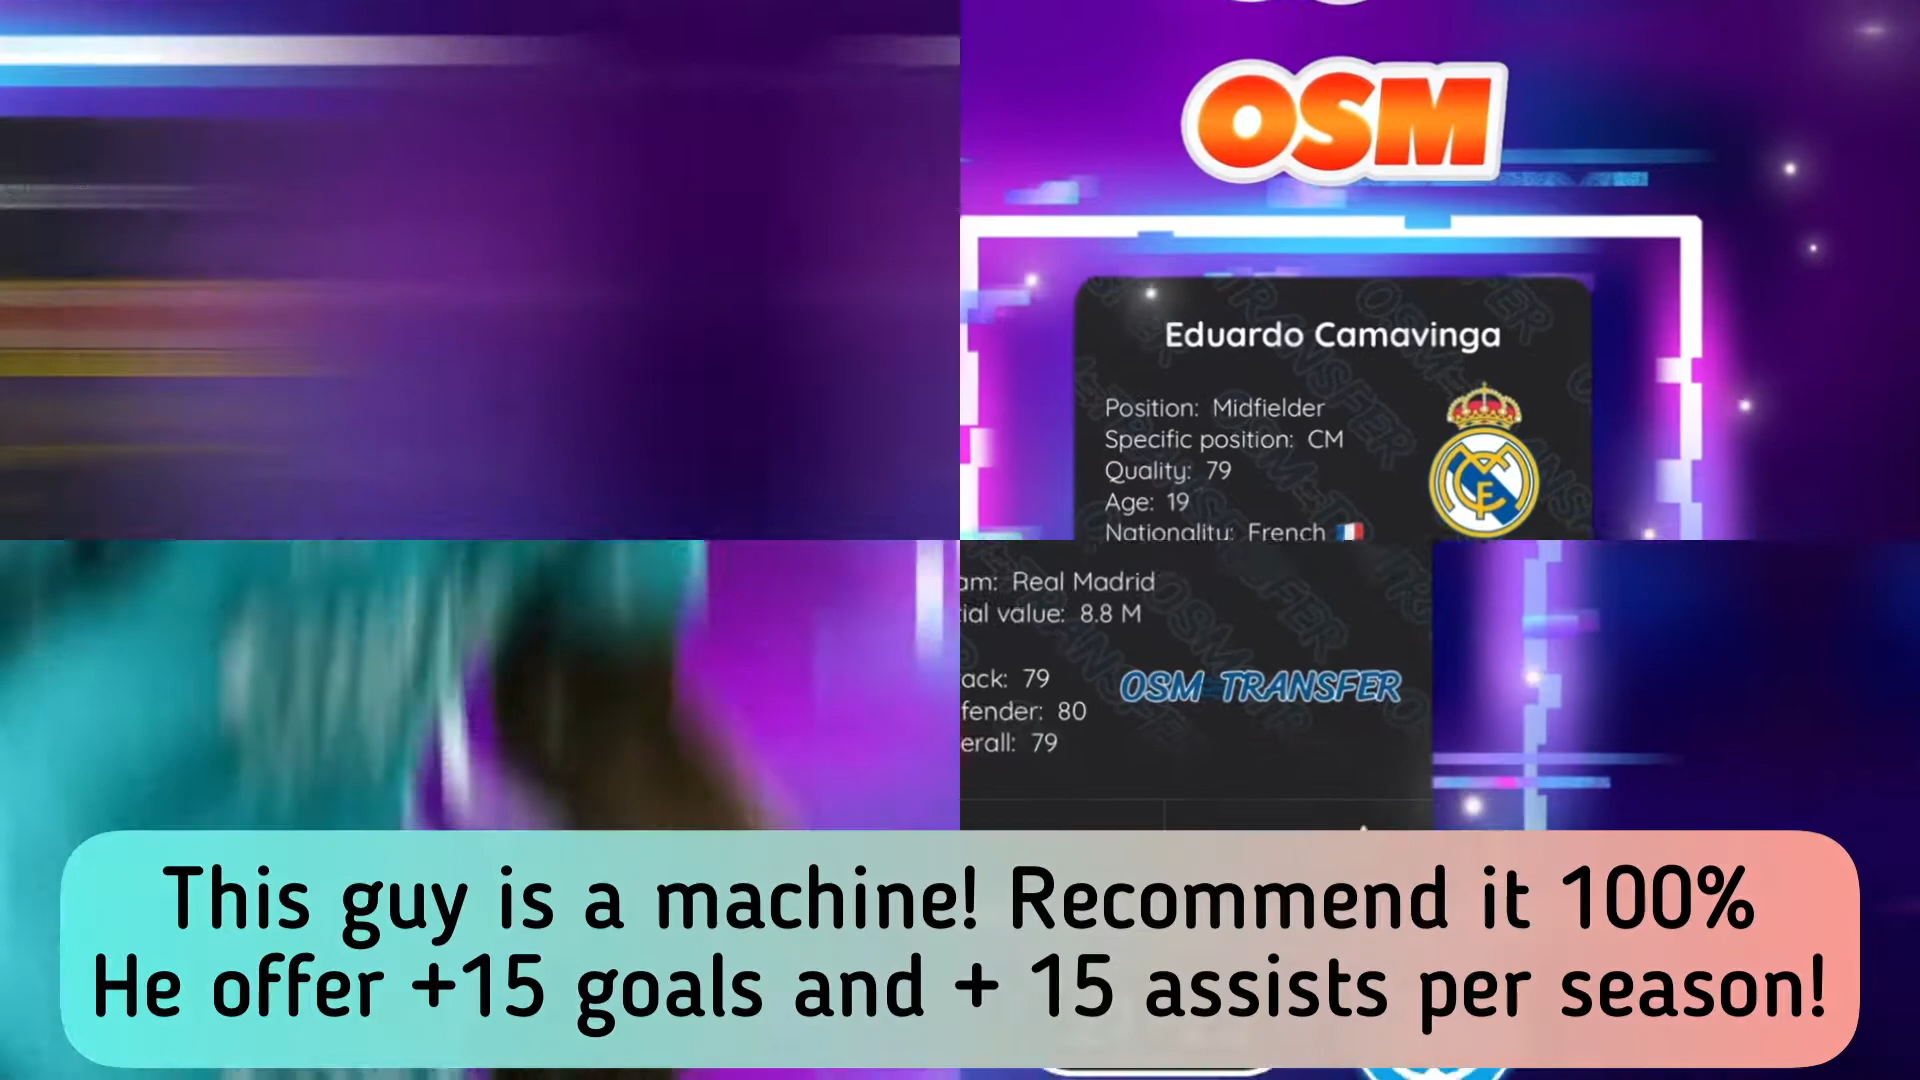 OSM
Eduardo Camavinga
Position: Midfielder
Specific position: CM
Quality: 79
Age: 19
Nationality: French
am: Real Madrid
ial value: 8.8 M
ack: 79
fender: 80
erall: 79
OSM TRANSFER
This guy is a machine! Recommend it 100%
He offer +15 goals and + 15 assists per season!